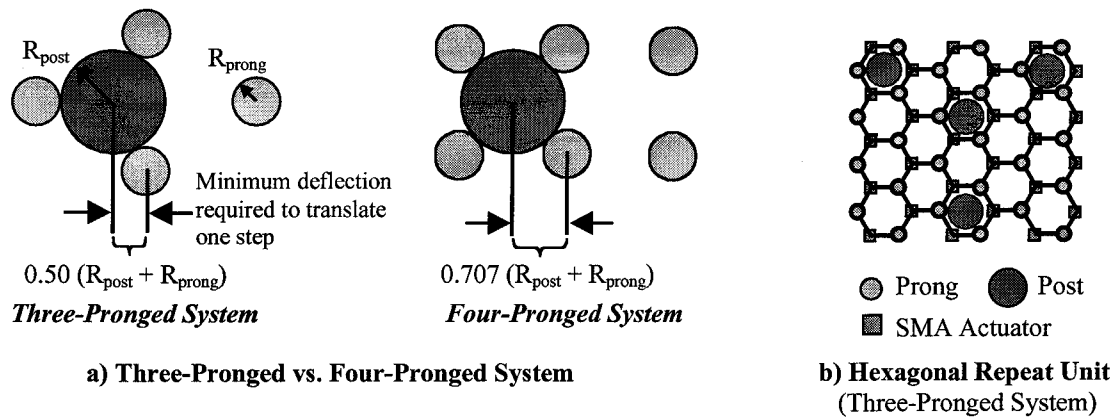 R_post
R_prong
Minimum deflection
required to translate
one step
0.50 (R_post + R_prong)
Three-Pronged System
0.707 (R_post + R_prong)
Four-Pronged System
a) Three-Pronged vs. Four-Pronged System
Prong
Post
SMA Actuator
b) Hexagonal Repeat Unit
(Three-Pronged System)